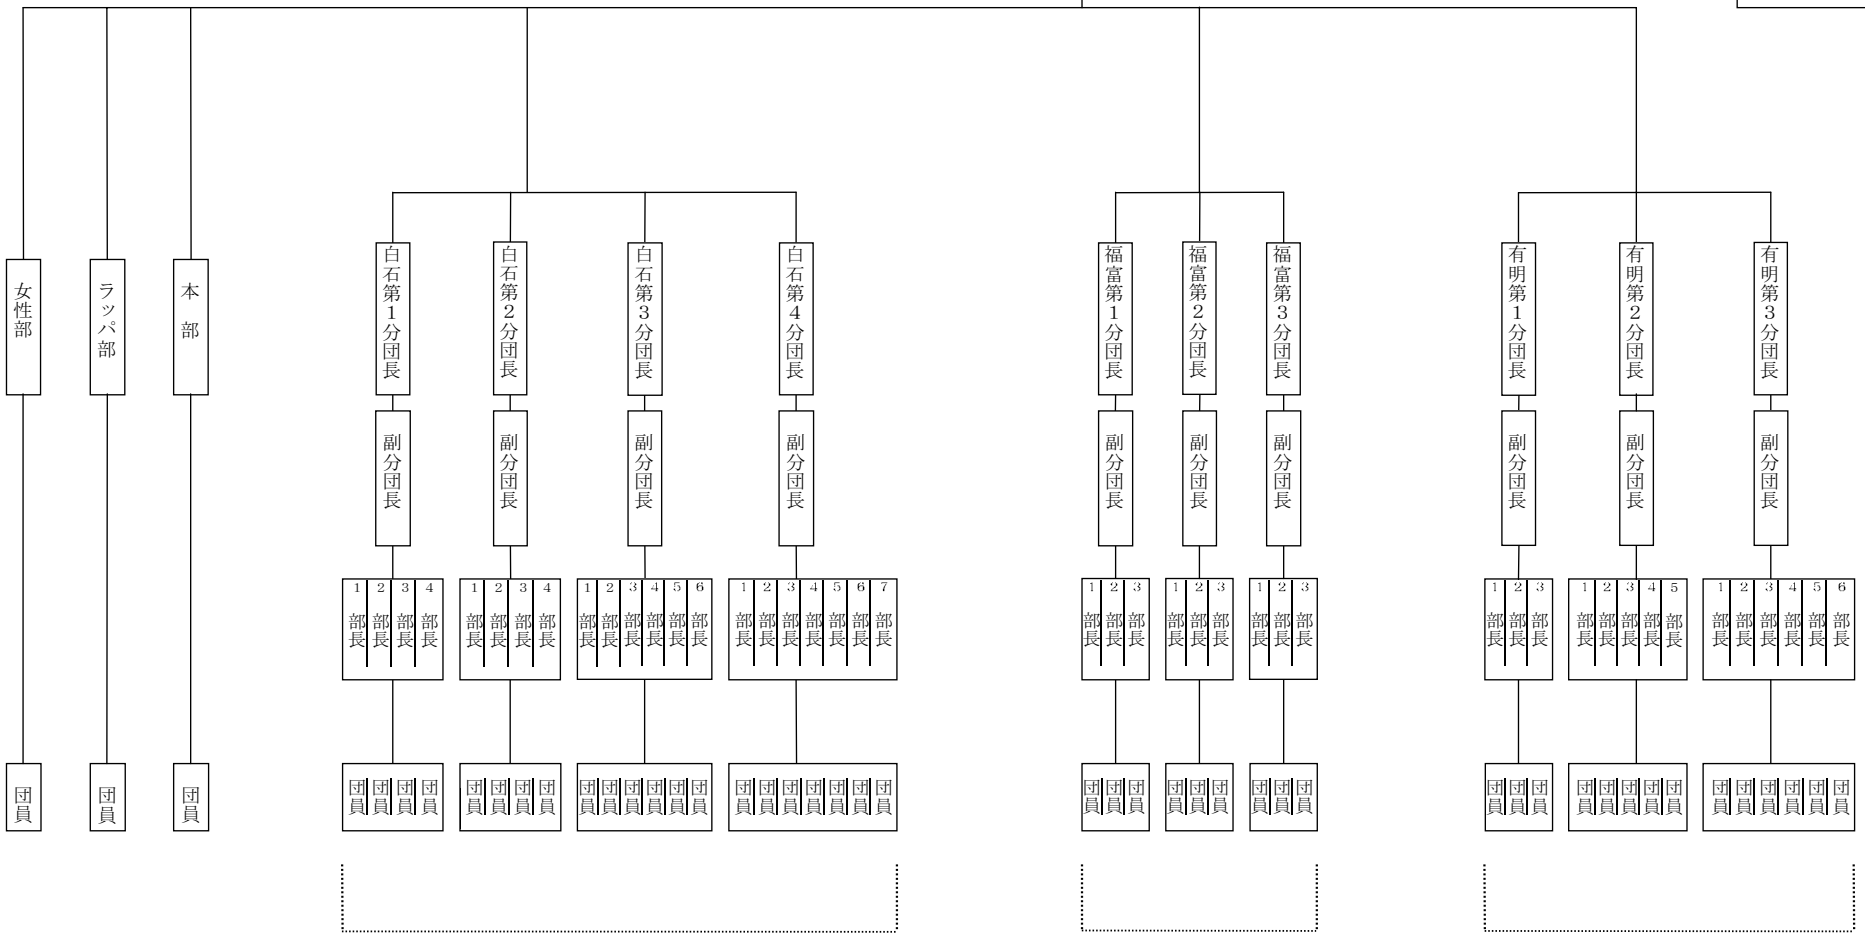 女性部
ラッパ部
本 部
白石第1分団長
白石第2分団長
白石第3分団長
白石第4分団長
福富第1分団長
福富第2分団長
福富第3分団長
有明第1分団長
有明第2分団長
有明第3分団長
副分団長
副分団長
副分団長
副分団長
副分団長
副分団長
副分団長
副分団長
副分団長
副分団長
1 2 3 4
部長 部長 部長 部長
1 2 3 4
部長 部長 部長 部長
1 2 3 4 5 6
部長 部長 部長 部長 部長 部長
1 2 3 4 5 6 7
部長 部長 部長 部長 部長 部長 部長
1 2 3
部長 部長 部長
1 2 3
部長 部長 部長
1 2 3
部長 部長 部長
1 2 3
部長 部長 部長
1 2 3 4 5
部長 部長 部長 部長 部長
1 2 3 4 5 6
部長 部長 部長 部長 部長 部長
団員
団員
団員
団員 団員 団員 団員
団員 団員 団員 団員
団員 団員 団員 団員 団員 団員
団員 団員 団員 団員 団員 団員 団員
団員 団員 団員
団員 団員 団員
団員 団員 団員
団員 団員 団員
団員 団員 団員 団員 団員
団員 団員 団員 団員 団員 団員